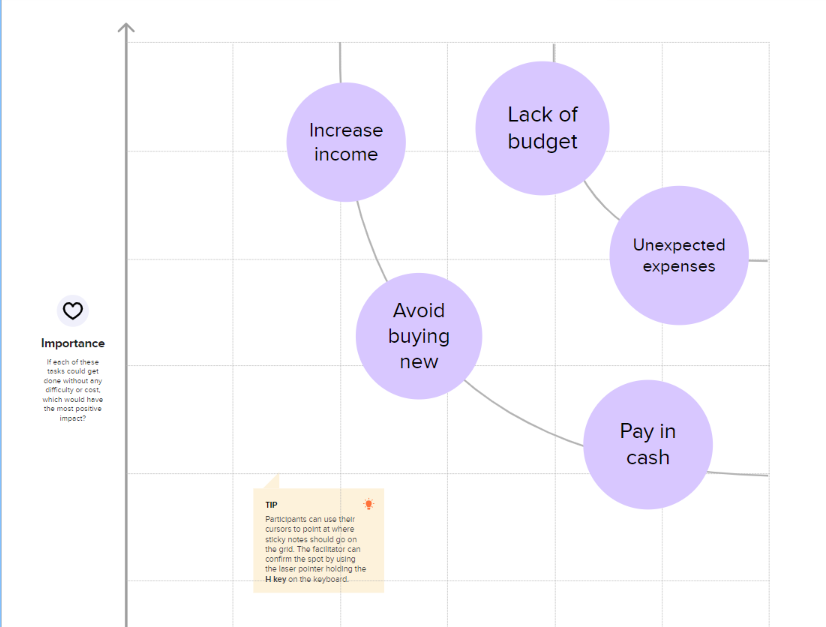 Increase
income
Lack of
budget
Unexpected
expenses
Avoid
buying
new
Pay in
cash
Importance
If each of these
tasks could get
done without any
difficulty or cost,
which would have
the most positive
impact?
TIP
Participants can use their
cursors to point at where
sticky notes should go on
the grid. The facilitator can
confirm the spot by using
the laser pointer holding the
H key on the keyboard.